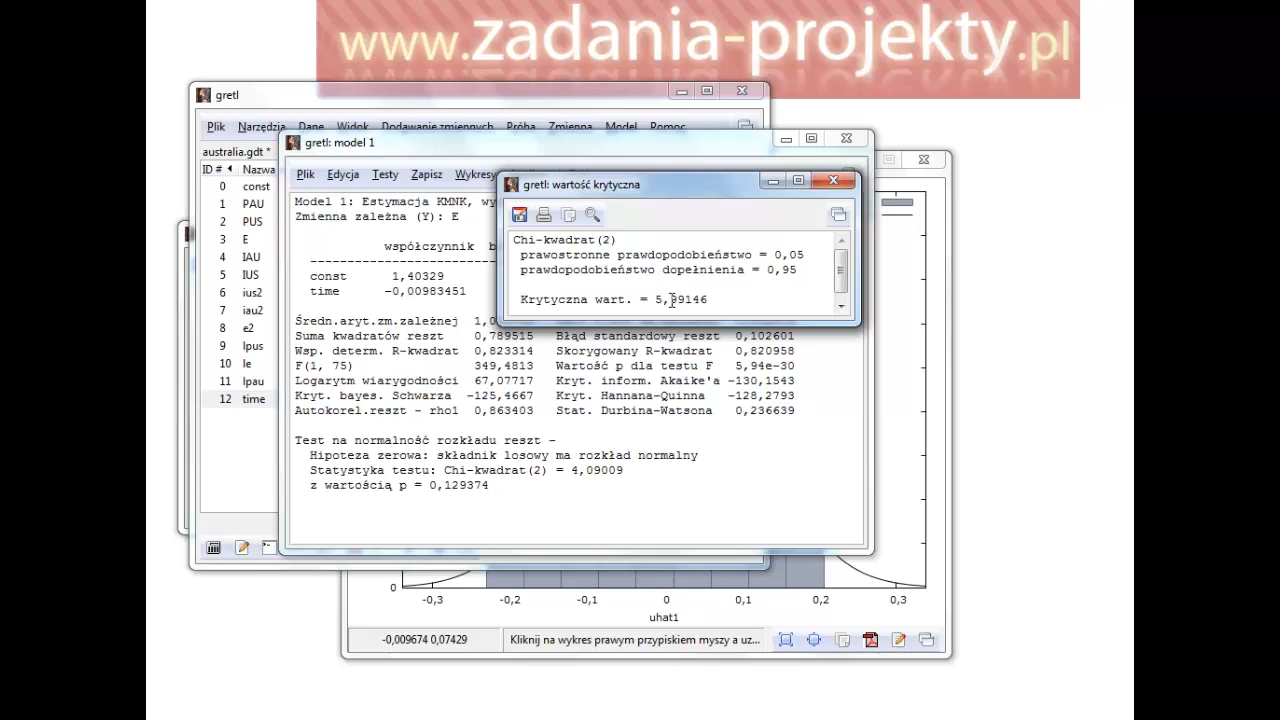 www.zadania-projekty.pl
gretl
Plik Narzędzia Dane Widok Dodawanie zmiennych Próba Zmienna Model Pomoc
australia.gdt *
ID # Nazwa
0 const
1 PAU
2 PUS
3 E
4 IAU
5 IUS
6 ius2
7 iau2
8 e2
9 lpus
10 le
11 lpau
12 time
gretl: model 1
Plik Edycja Testy Zapisz Wykresy
Model 1: Estymacja KMNK, wy
Zmienna zależna (Y): E
współczynnik b
const 1,40329
time -0,00983451
Średn.aryt.zm.zależnej 1,0
Suma kwadratów reszt 0,789515 Błąd standardowy reszt 0,102601
Wsp. determ. R-kwadrat 0,823314 Skorygowany R-kwadrat 0,820958
F(1, 75) 349,4813 Wartość p dla testu F 5,94e-30
Logarytm wiarygodności 67,07717 Kryt. inform. Akaike'a -130,1543
Kryt. bayes. Schwarza -125,4667 Kryt. Hannana-Quinna -128,2793
Autokorel.reszt - rho1 0,863403 Stat. Durbina-Watsona 0,236639
Test na normalność rozkładu reszt -
Hipoteza zerowa: składnik losowy ma rozkład normalny
Statystyka testu: Chi-kwadrat(2) = 4,09009
z wartością p = 0,129374
gretl: wartość krytyczna
Chi-kwadrat(2)
prawostronne prawdopodobieństwo = 0,05
prawdopodobieństwo dopełnienia = 0,95
Krytyczna wart. = 5,99146
0
-0,3 -0,2 -0,1 0 0,1 0,2 0,3
uhat1
-0,009674 0,07429 Kliknij na wykres prawym przypiskiem myszy a uz...